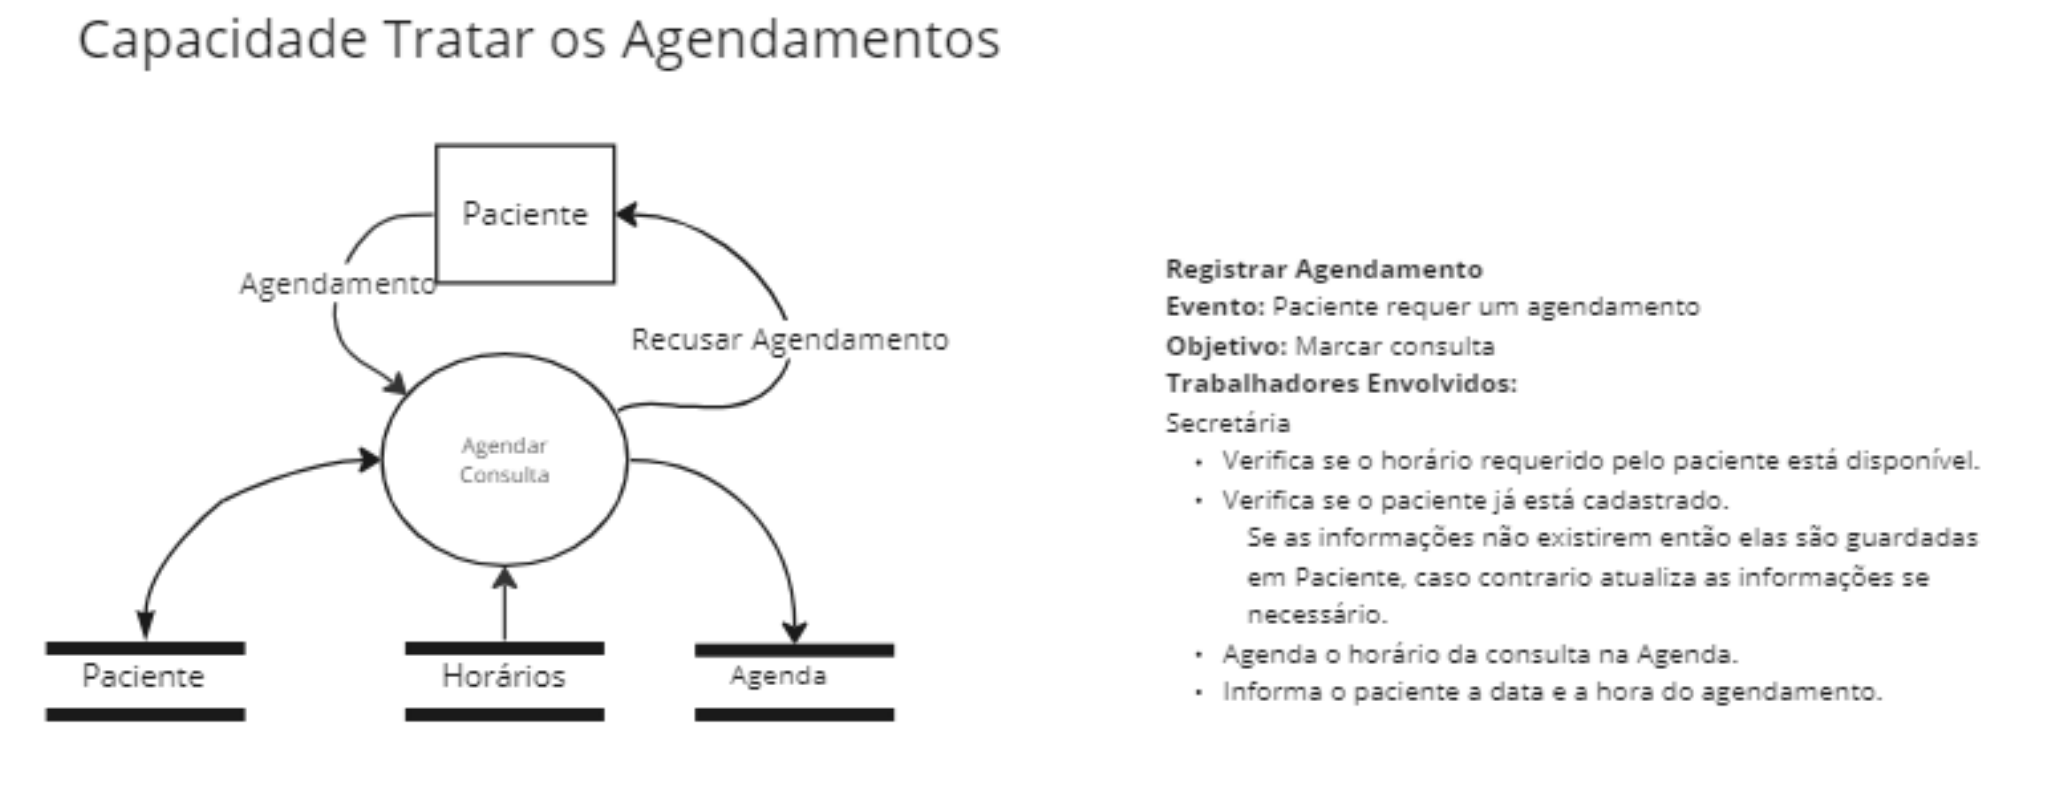 Capacidade Tratar os Agendamentos
Paciente
Agendamento
Recusar Agendamento
Agendar
Consulta
Paciente
Horários
Agenda
Registrar Agendamento
Evento: Paciente requer um agendamento
Objetivo: Marcar consulta
Trabalhadores Envolvidos:
Secretária
• Verifica se o horário requerido pelo paciente está disponível.
• Verifica se o paciente já está cadastrado.
Se as informações não existirem então elas são guardadas
em Paciente, caso contrario atualiza as informações se
necessário.
• Agenda o horário da consulta na Agenda.
• Informa o paciente a data e a hora do agendamento.